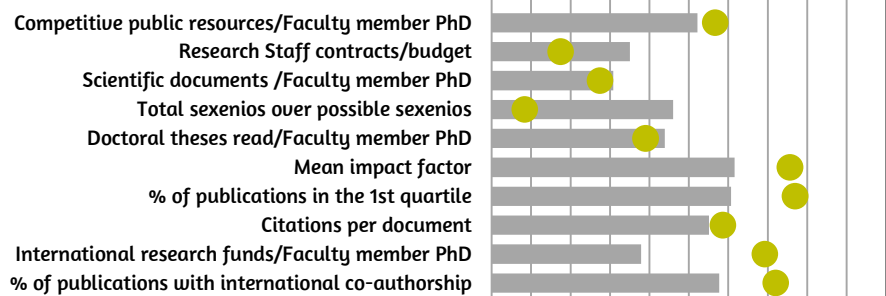 Competitive public resources/Faculty member PhD
Research Staff contracts/budget
Scientific documents /Faculty member PhD
Total sexenios over possible sexenios
Doctoral theses read/Faculty member PhD
Mean impact factor
% of publications in the 1st quartile
Citations per document
International research funds/Faculty member PhD
% of publications with international co-authorship